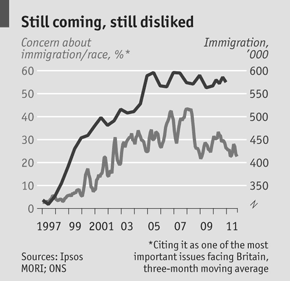 Still coming, still disliked
Concern about immigration/race, %*
Immigration, ’000
60 600
50 550
40 500
30 450
20 400
10 350
0
1997 99 2001 03 05 07 09 11
Sources: Ipsos MORI; ONS
*Citing it as one of the most
important issues facing Britain,
three-month moving average